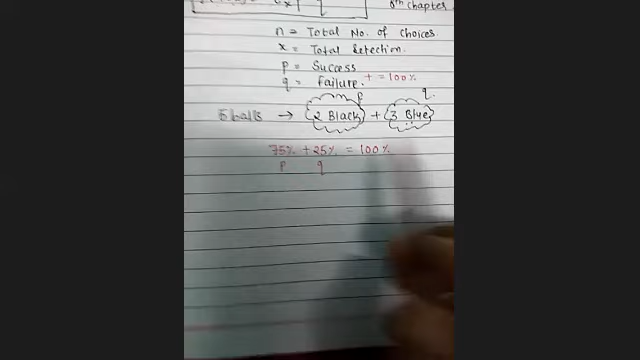 8th chapter
n = Total No. of choices
x = Total Selection.
p = Success
q = Failure. + = 100%
p q.
5 balls → 2 Black + 3 Blue
75% + 25% = 100%
p q